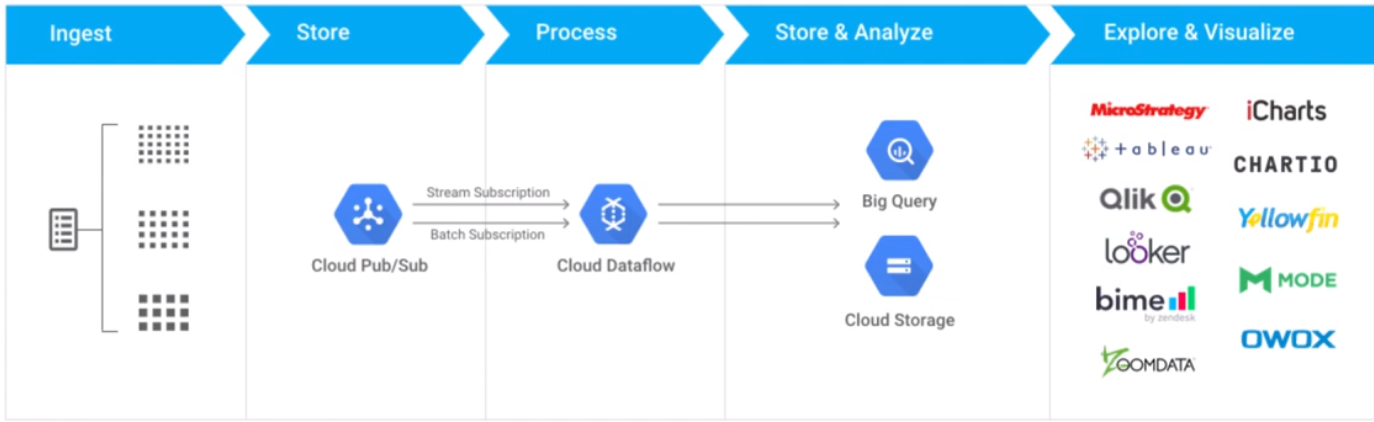 Ingest
Store
Process
Store & Analyze
Explore & Visualize
Stream Subscription
Batch Subscription
Cloud Pub/Sub
Cloud Dataflow
Big Query
Cloud Storage
MicroStrategy
iCharts
+ableau
CHARTIO
Qlik
Yellowfin
looker
MODE
bime
by zendesk
OWOX
ZOOMDATA